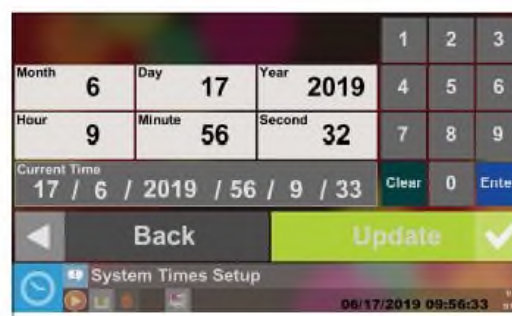 1 2 3
Month 6 Day 17 Year 2019 4 5 6
Hour 9 Minute 56 Second 32 7 8 9
Current Time
17 / 6 / 2019 / 56 / 9 / 33 Clear 0 Ente
Back Update
System Times Setup
06/17/2019 09:56:33